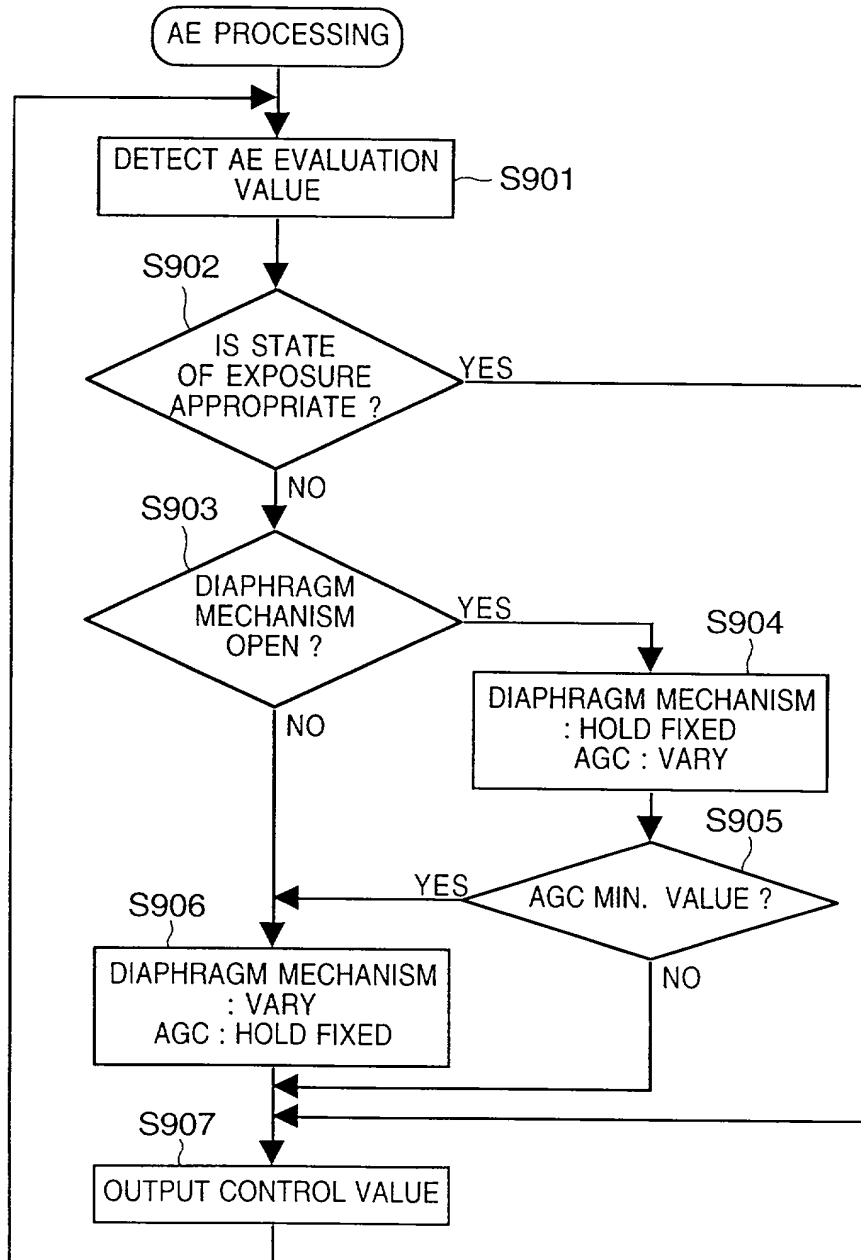 AE PROCESSING
DETECT AE EVALUATION
VALUE
S901
S902
IS STATE
OF EXPOSURE
APPROPRIATE ?
YES
NO
S903
DIAPHRAGM
MECHANISM
OPEN ?
YES
NO
S904
DIAPHRAGM MECHANISM
: HOLD FIXED
AGC : VARY
S905
AGC MIN. VALUE ?
YES
NO
S906
DIAPHRAGM MECHANISM
: VARY
AGC : HOLD FIXED
S907
OUTPUT CONTROL VALUE